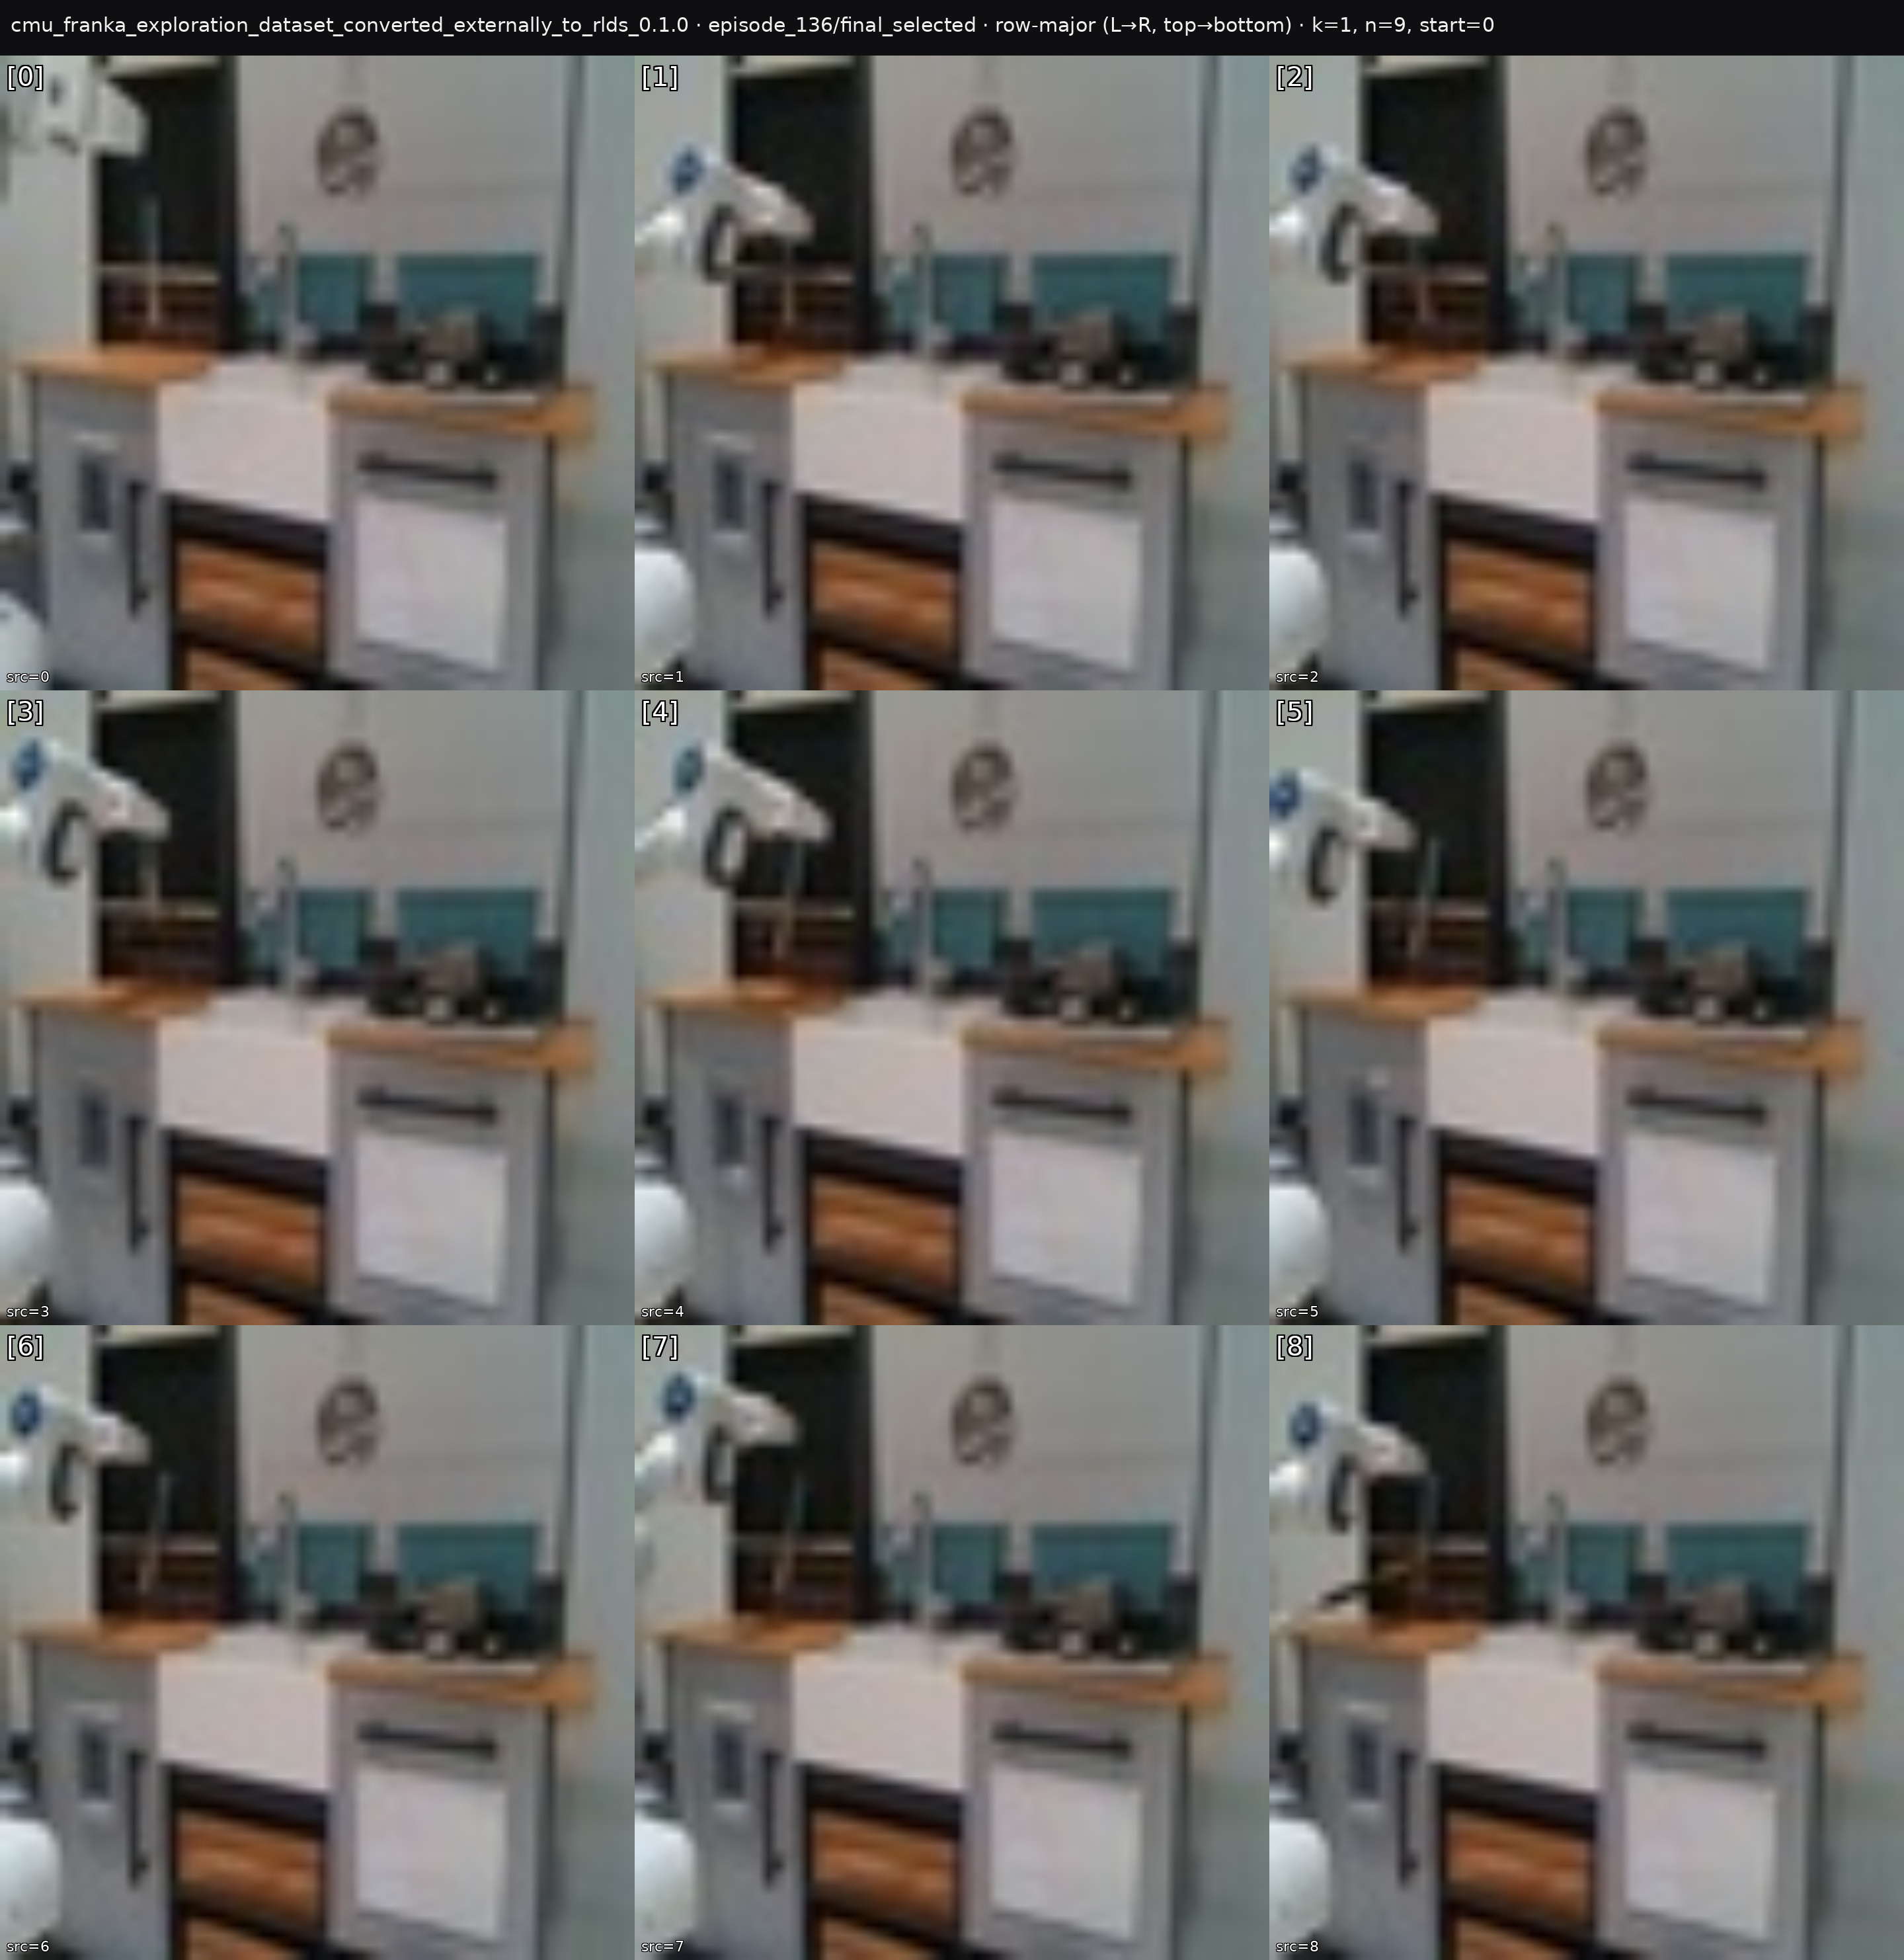 cmu_franka_exploration_dataset_converted_externally_to_rlds_0.1.0 · episode_136/final_selected · row-major (L→R, top→bottom) · k=1, n=9, start=0
[0]
[1]
[2]
src=0
src=1
src=2
[3]
[4]
[5]
src=3
src=4
src=5
[6]
[7]
[8]
src=6
src=7
src=8